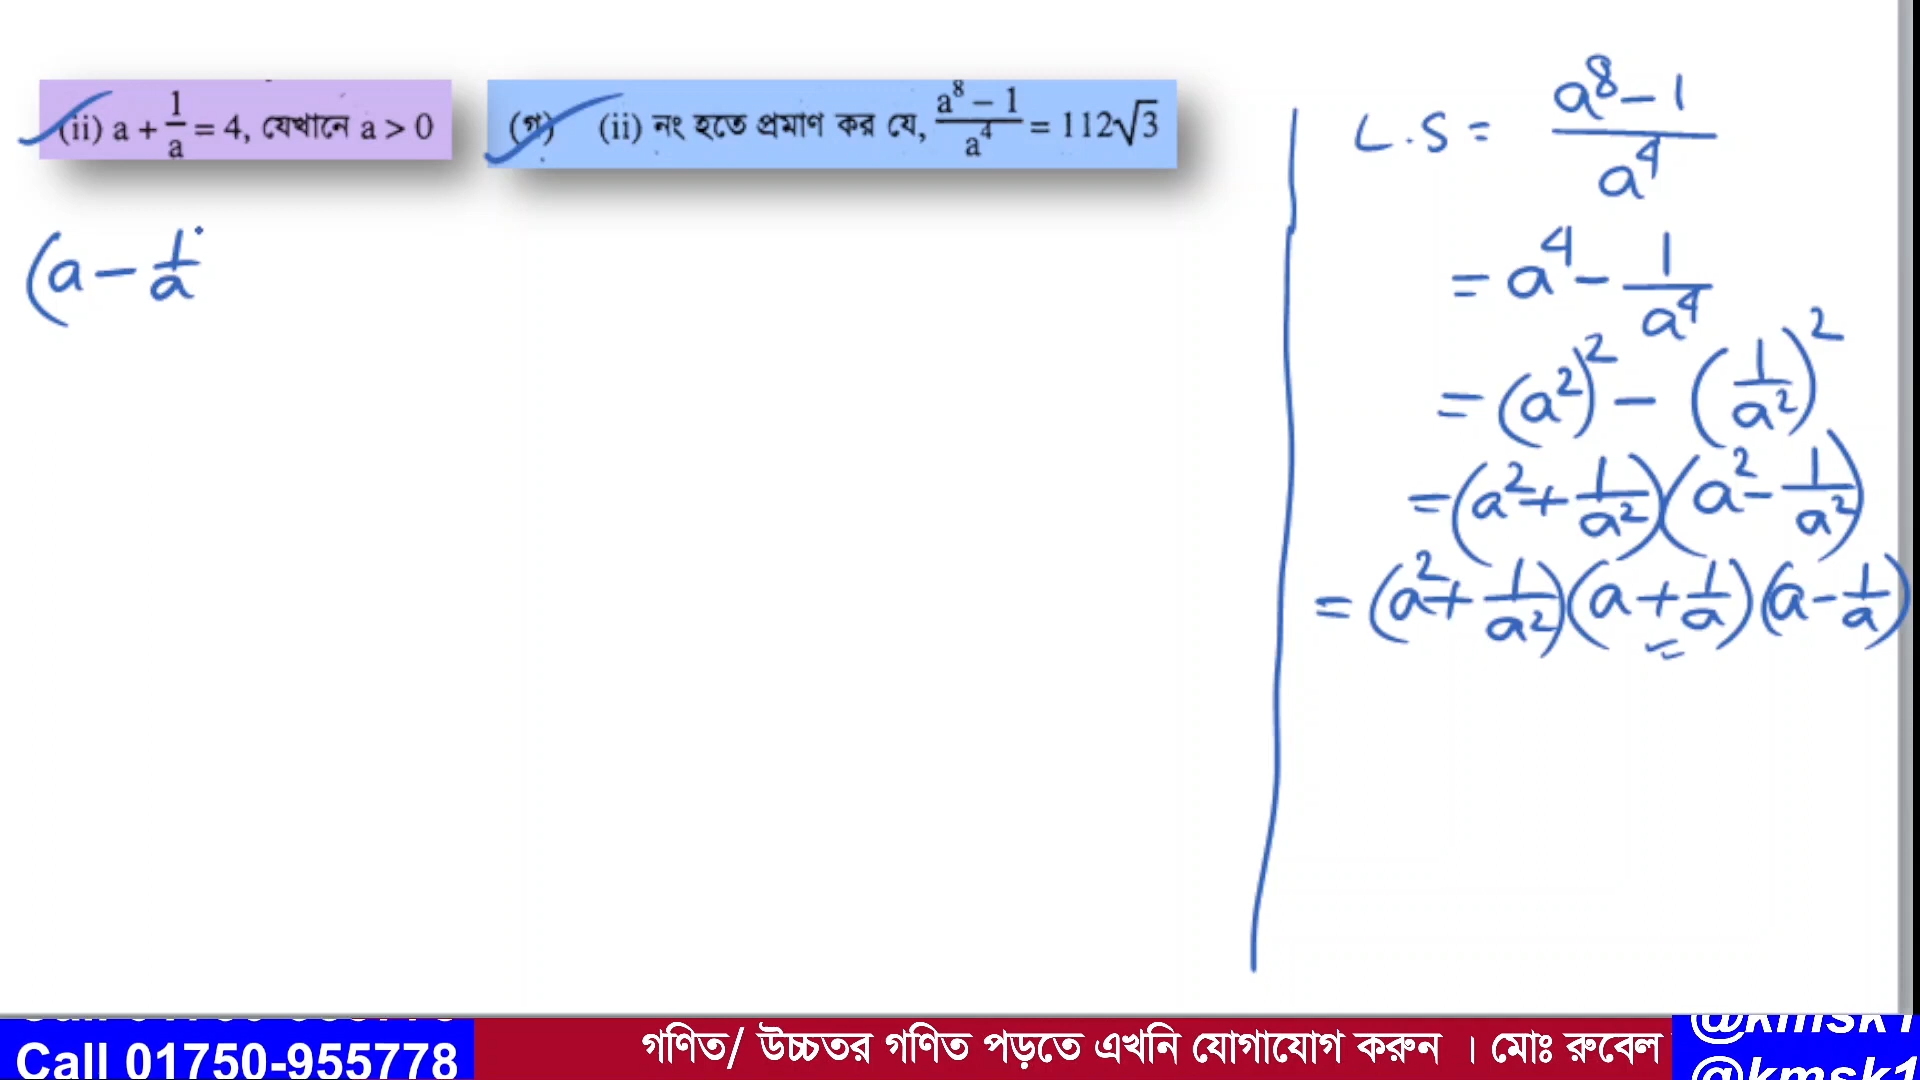 (ii) a + 1/a = 4, যেখানে a > 0
(গ) (ii) নং হতে প্রমাণ কর যে, (a⁸ − 1)/a⁴ = 112√3
(a − 1/a
L.S = (a⁸ − 1)/a⁴
= a⁴ − 1/a⁴
= (a²)² − (1/a²)²
= (a² + 1/a²)(a² − 1/a²)
= (a² + 1/a²)(a + 1/a)(a − 1/a)
Call 01750-955778
গণিত/ উচ্চতর গণিত পড়তে এখনি যোগাযোগ করুন । মোঃ রুবেল
@kmsk1
@kmsk1